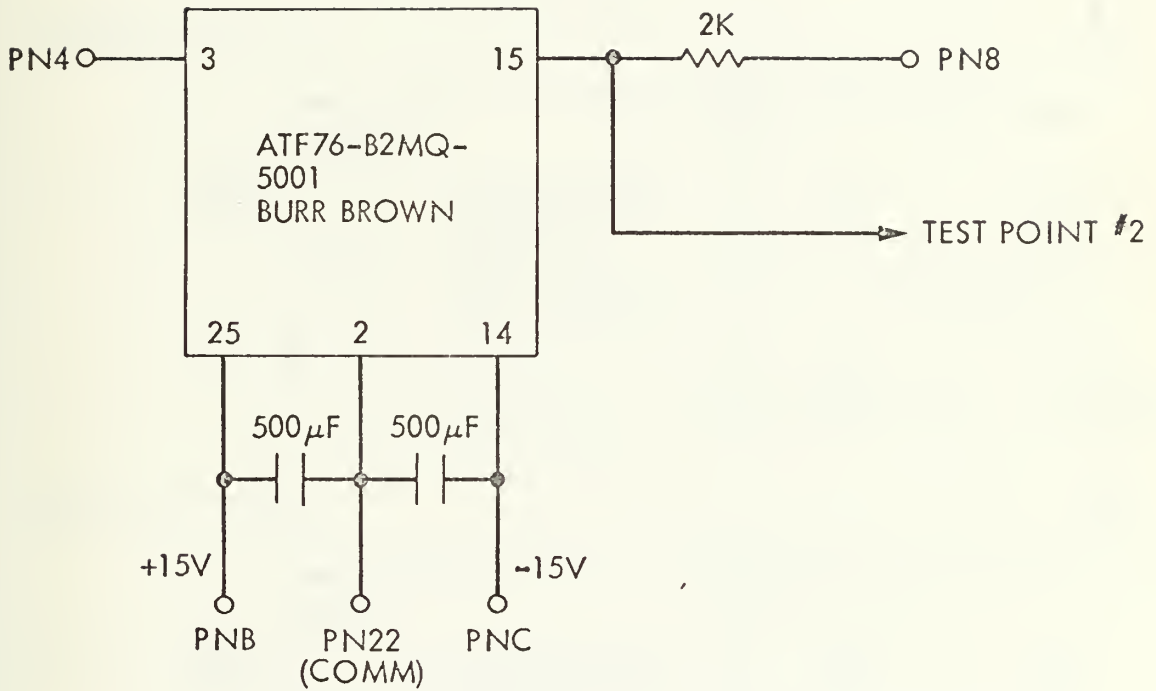 2K
PN4
3
15
PN8
ATF76-B2MQ-
5001
BURR BROWN
TEST POINT #2
25
2
14
500μF
500μF
+15V
-15V
PNB
PN22
PNC
(COMM)